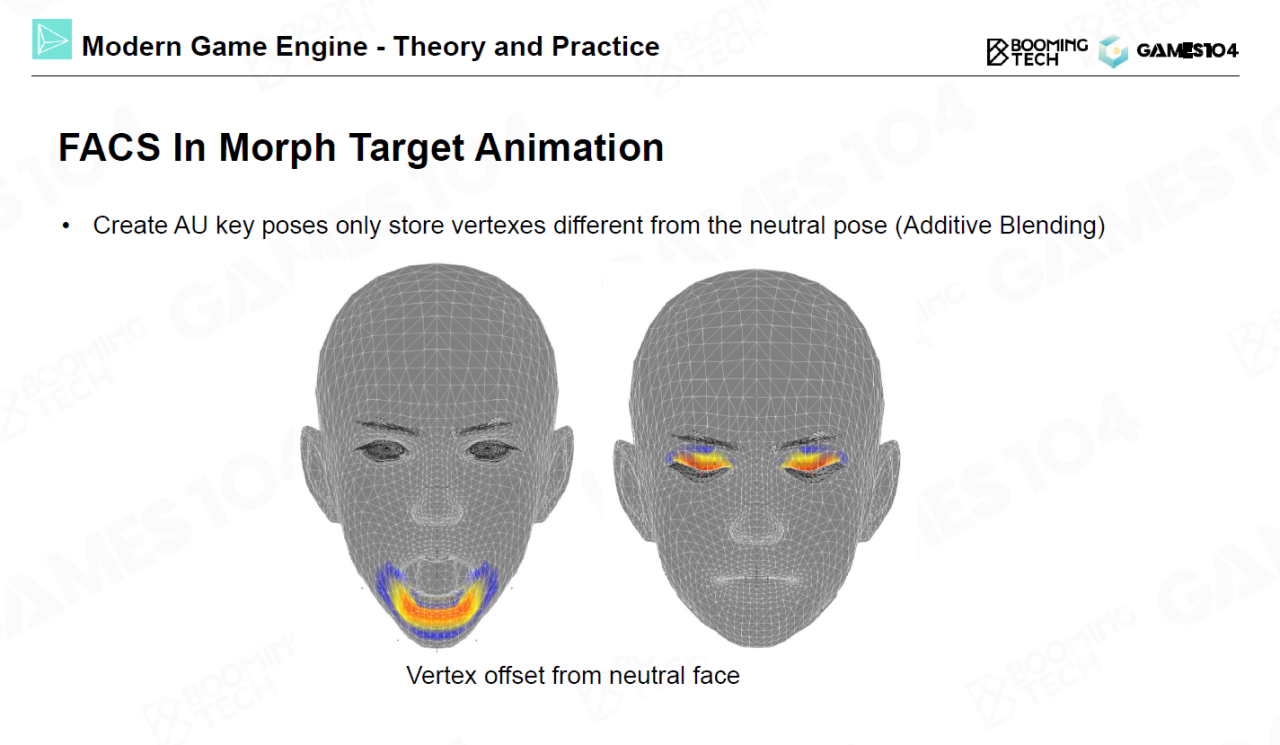 Modern Game Engine - Theory and Practice
BOOMING
TECH
GAMES104
FACS In Morph Target Animation
• Create AU key poses only store vertexes different from the neutral pose (Additive Blending)
Vertex offset from neutral face